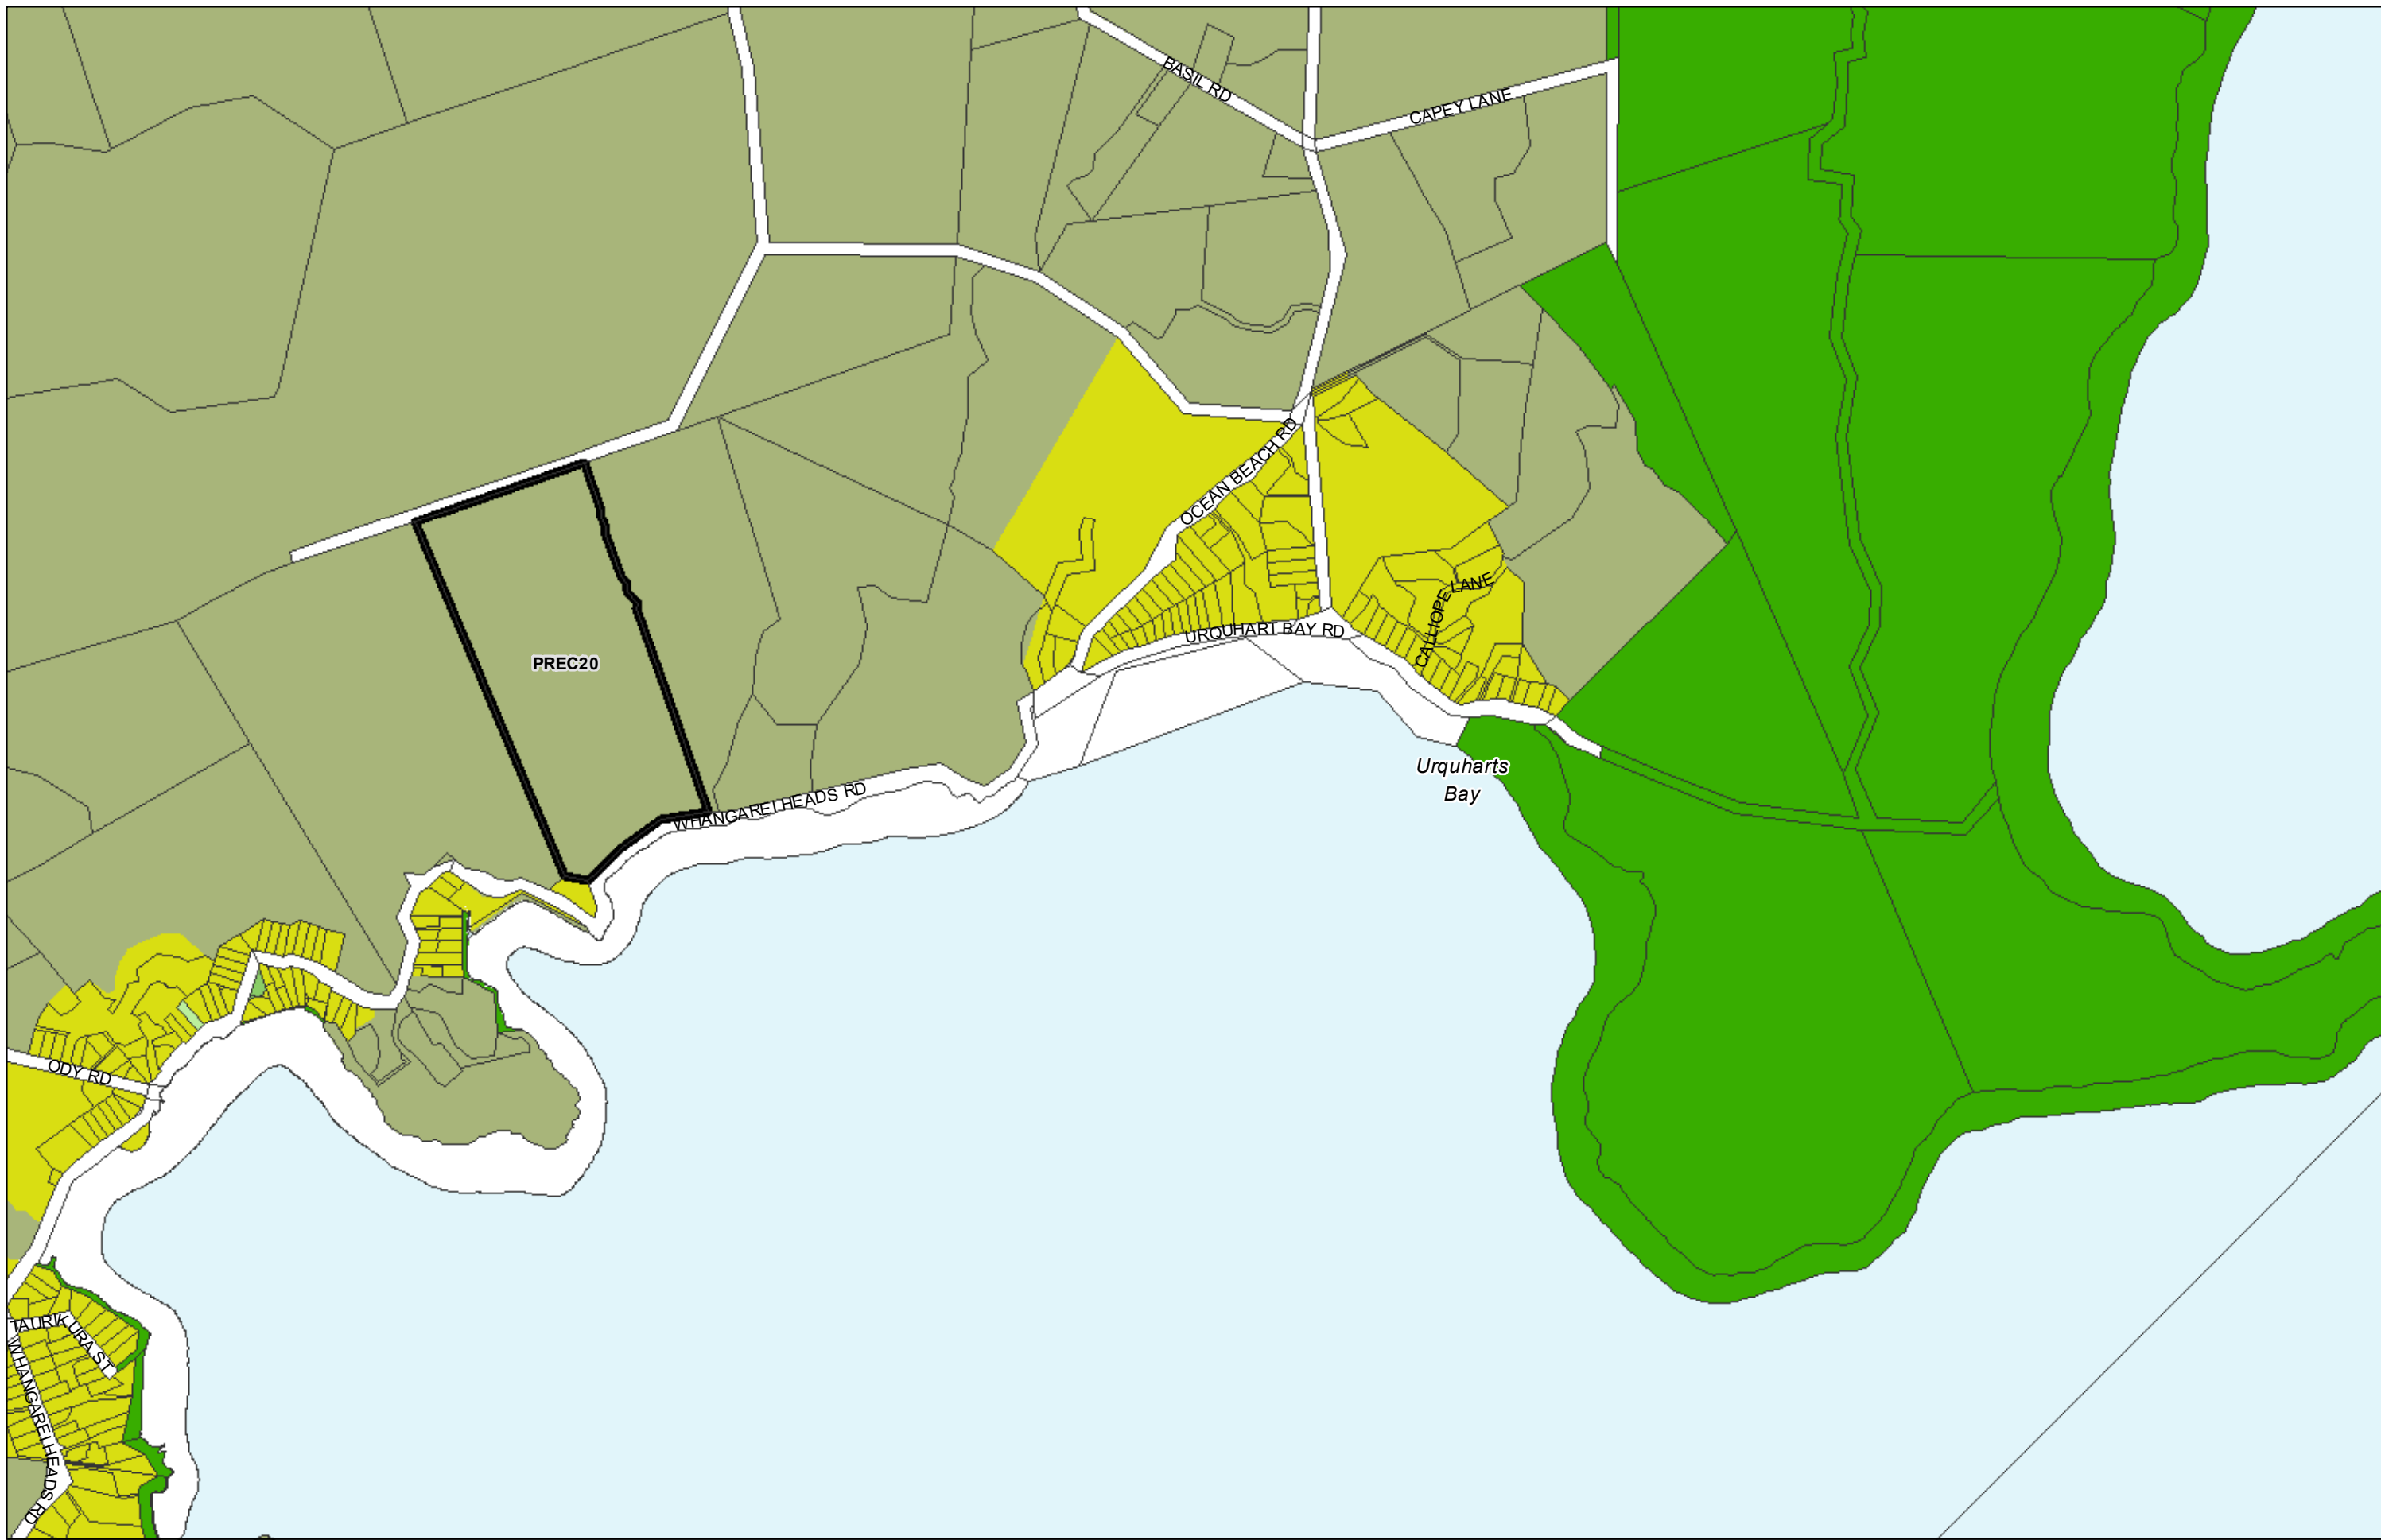 BASIL RD
CAPEY LANE
OCEAN BEACH RD
CALLIOPE LANE
URQUHART BAY RD
PREC20
Urquharts
Bay
WHANGAREI HEADS RD
ODY RD
TAURIKURA ST
WHANGAREI HEADS RD